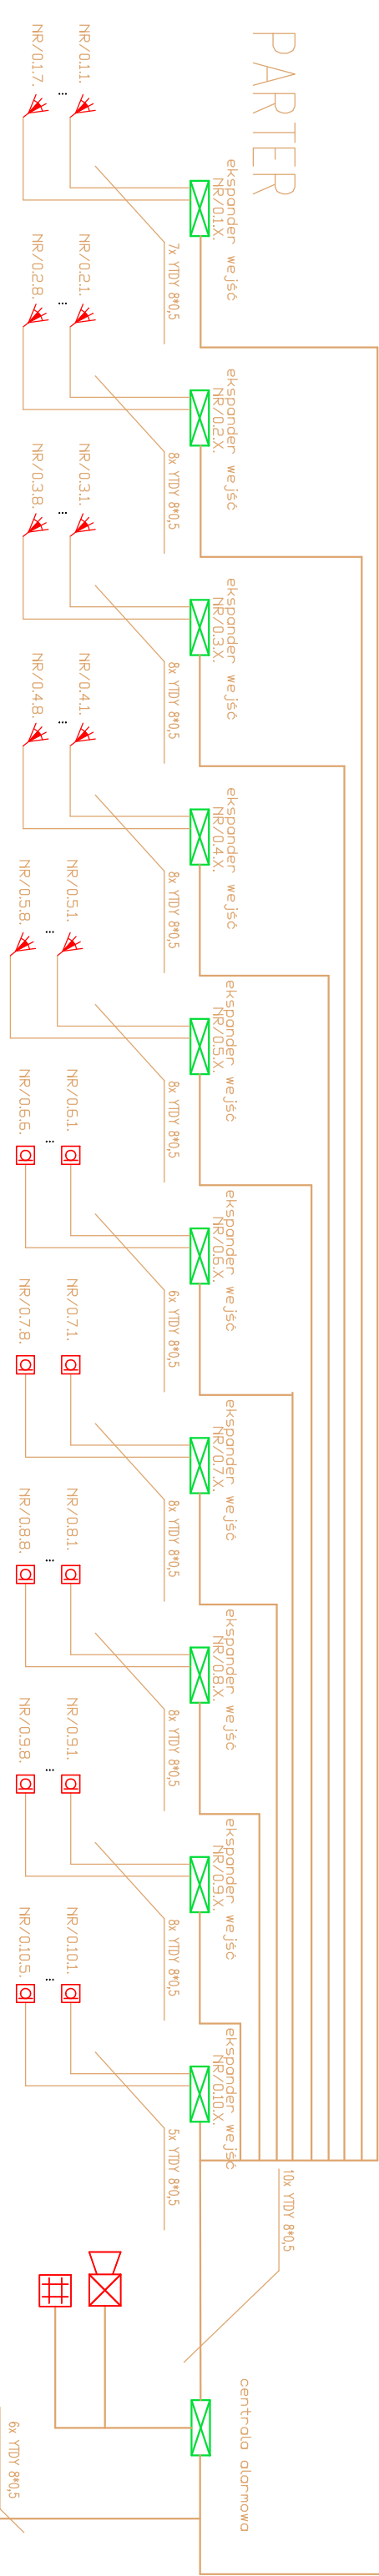 PARTER
ekspander wejść
NR/0.1.X.
NR/0.1.1.
...
NR/0.1.7.
7x YTDY 8*0,5
ekspander wejść
NR/0.2.X.
NR/0.2.1.
...
NR/0.2.8.
8x YTDY 8*0,5
ekspander wejść
NR/0.3.X.
NR/0.3.1.
...
NR/0.3.8.
8x YTDY 8*0,5
ekspander wejść
NR/0.4.X.
NR/0.4.1.
...
NR/0.4.8.
8x YTDY 8*0,5
ekspander wejść
NR/0.5.X.
NR/0.5.1.
...
NR/0.5.8.
8x YTDY 8*0,5
ekspander wejść
NR/0.6.X.
NR/0.6.1.
...
NR/0.6.6.
6x YTDY 8*0,5
ekspander wejść
NR/0.7.X.
NR/0.7.1.
NR/0.7.8.
8x YTDY 8*0,5
ekspander wejść
NR/0.8.X.
NR/0.8.1.
...
NR/0.8.8.
8x YTDY 8*0,5
ekspander wejść
NR/0.9.X.
NR/0.9.1.
...
NR/0.9.8.
8x YTDY 8*0,5
ekspander wejść
NR/0.10.X.
NR/0.10.1.
...
NR/0.10.5.
5x YTDY 8*0,5
10x YTDY 8*0,5
centrala alarmowa
6x YTDY 8*0,5